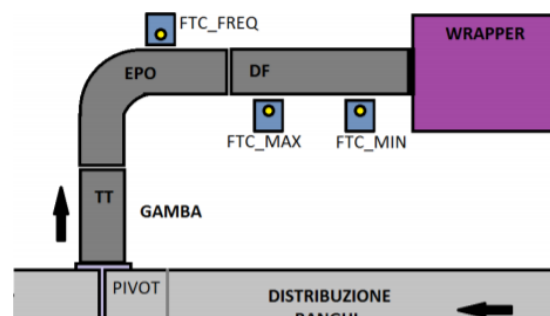 FTC_FREQ
WRAPPER
EPO
DF
FTC_MAX
FTC_MIN
TT
GAMBA
PIVOT
DISTRIBUZIONE